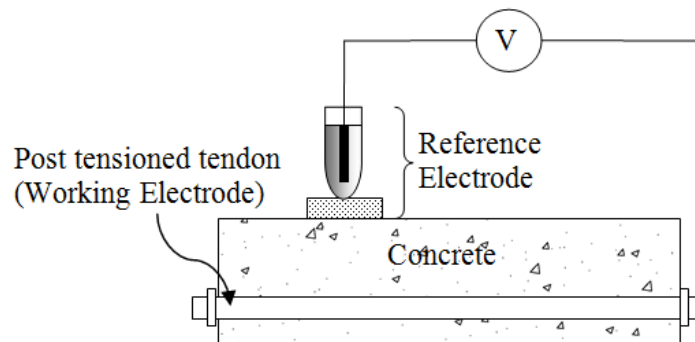 V
Reference
Electrode
Post tensioned tendon
(Working Electrode)
Concrete